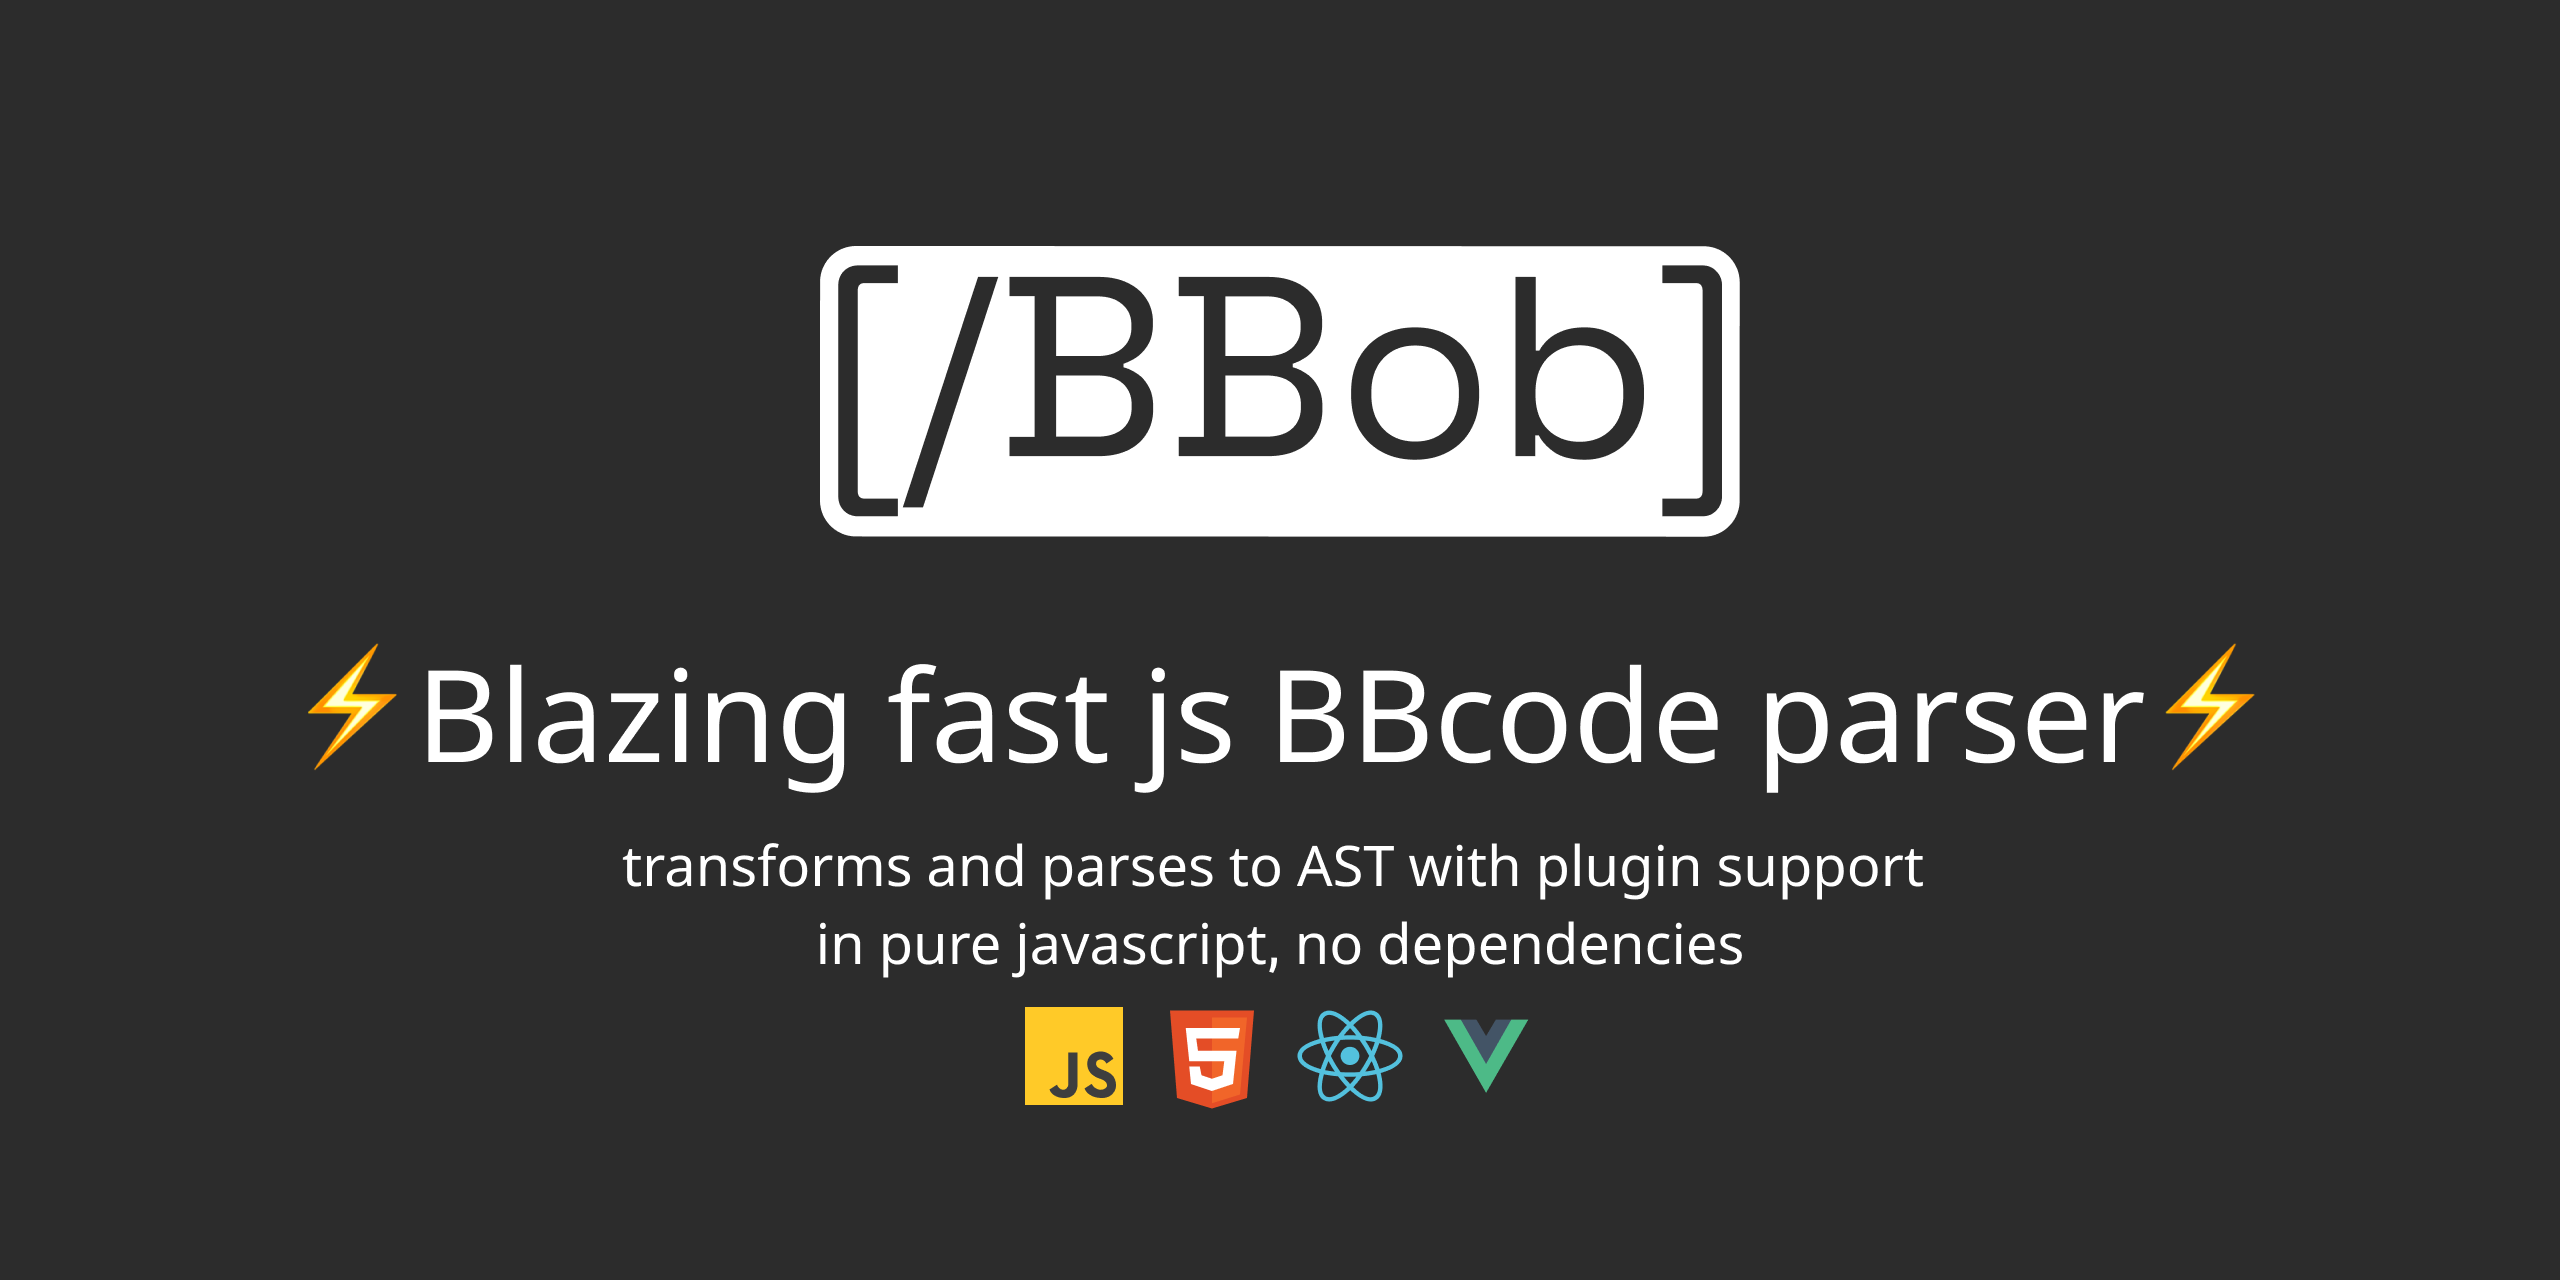 [/BBob]
⚡Blazing fast js BBcode parser⚡
transforms and parses to AST with plugin support
in pure javascript, no dependencies
JS 5